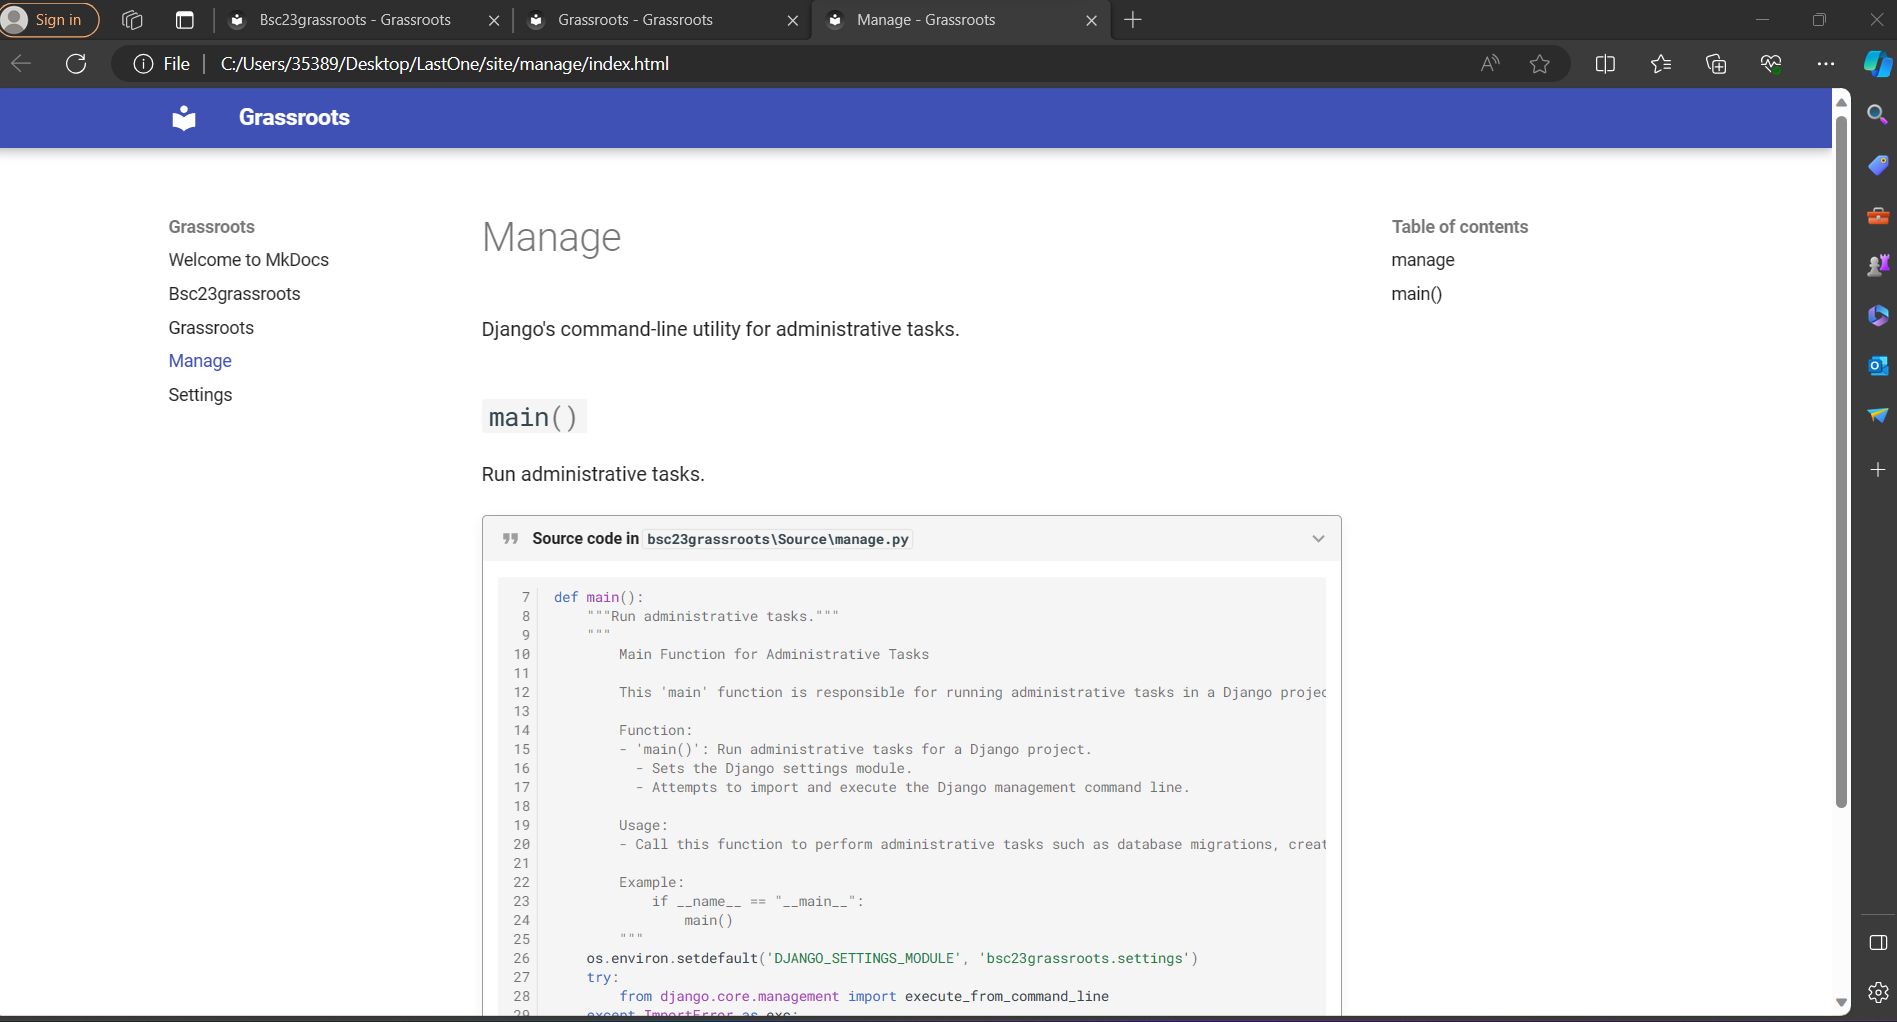 Sign in
Bsc23grassroots - Grassroots
Grassroots - Grassroots
Manage - Grassroots
File
C:/Users/35389/Desktop/LastOne/site/manage/index.html
Grassroots
Grassroots
Welcome to MkDocs
Bsc23grassroots
Grassroots
Manage
Settings
Manage
Django's command-line utility for administrative tasks.
main()
Run administrative tasks.
Source code in bsc23grassroots\Source\manage.py
7 def main():
8 """Run administrative tasks."""
9 """
10 Main Function for Administrative Tasks
11
12 This 'main' function is responsible for running administrative tasks in a Django projec
13
14 Function:
15 - 'main()': Run administrative tasks for a Django project.
16 - Sets the Django settings module.
17 - Attempts to import and execute the Django management command line.
18
19 Usage:
20 - Call this function to perform administrative tasks such as database migrations, creat
21
22 Example:
23 if __name__ == "__main__":
24 main()
25 """
26 os.environ.setdefault('DJANGO_SETTINGS_MODULE', 'bsc23grassroots.settings')
27 try:
28 from django.core.management import execute_from_command_line
29 except ImportError as exc:
Table of contents
manage
main()